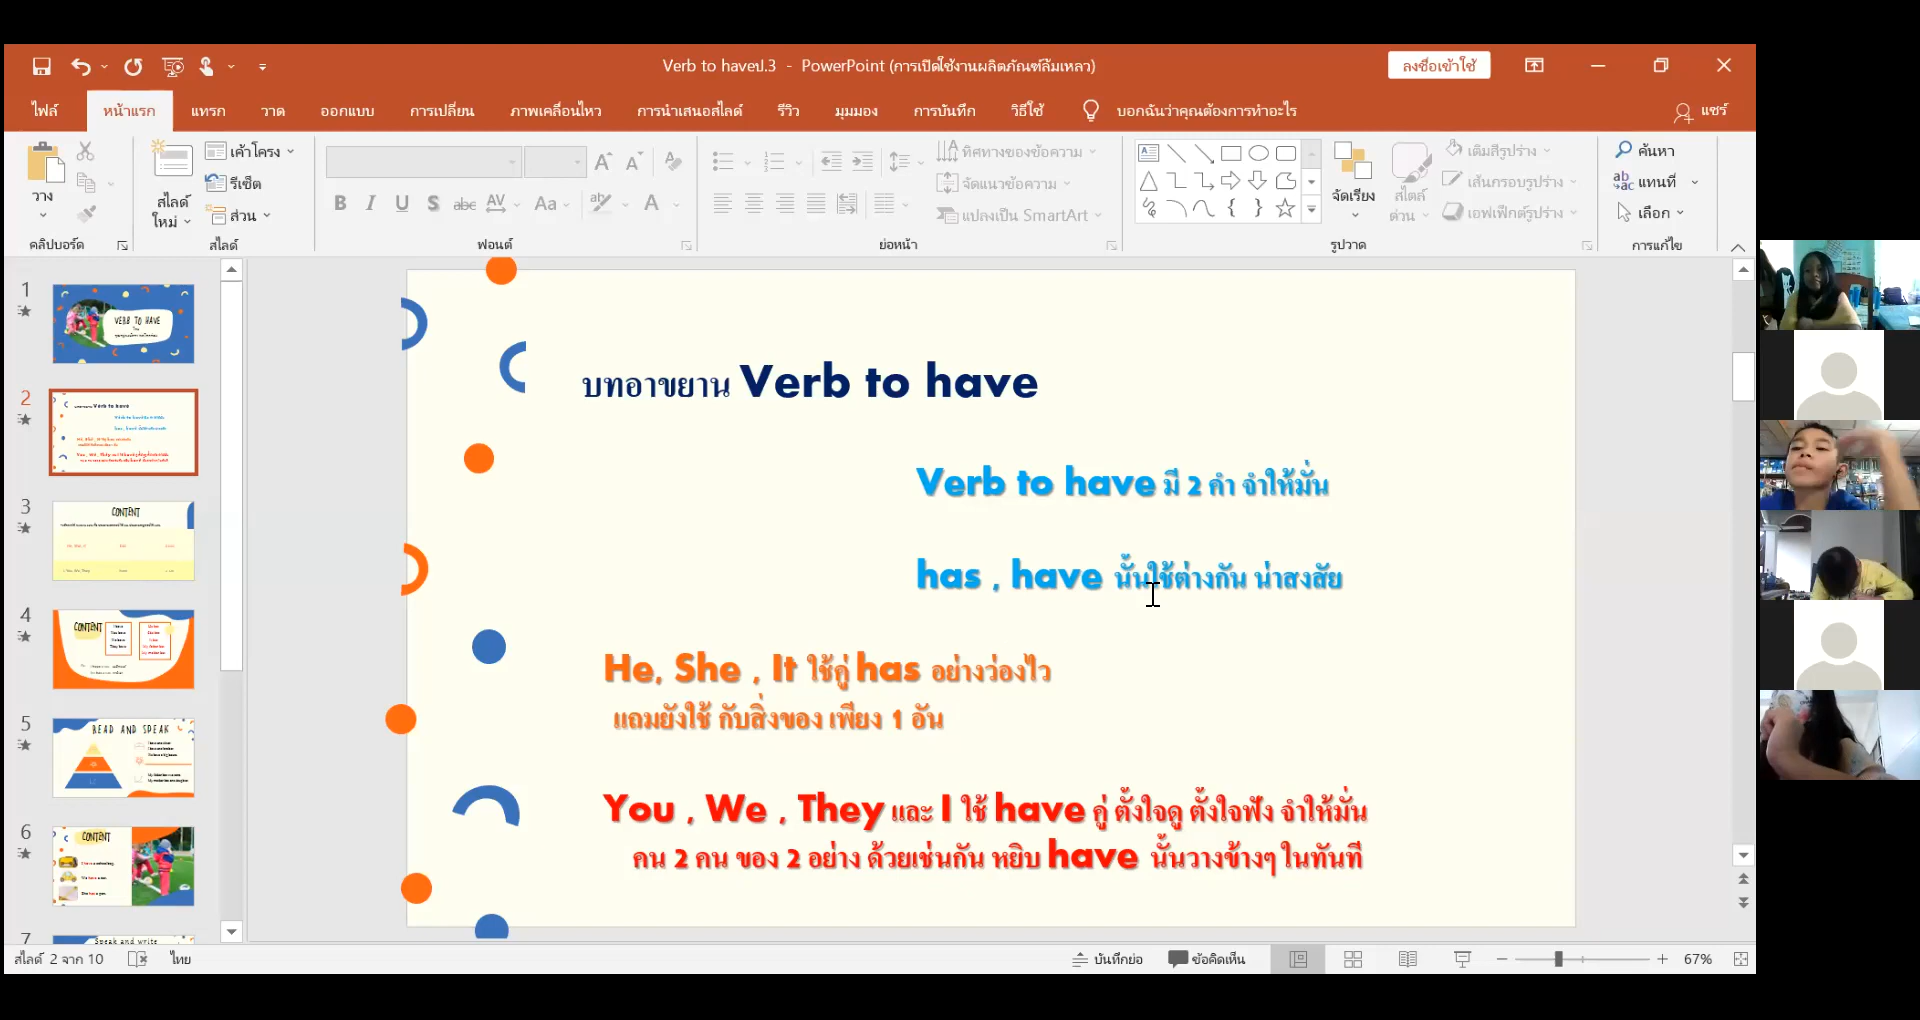 Verb to haveป.3 - PowerPoint (การเปิดใช้งานผลิตภัณฑ์ล้มเหลว)
ลงชื่อเข้าใช้
ไฟล์ หน้าแรก แทรก วาด ออกแบบ การเปลี่ยน ภาพเคลื่อนไหว การนำเสนอสไลด์ รีวิว มุมมอง การบันทึก วิธีใช้ บอกฉันว่าคุณต้องการทำอะไร แชร์
วาง
คลิปบอร์ด
สไลด์
ใหม่
เค้าโครง
รีเซ็ต
ส่วน
สไลด์
B I U S abc AV Aa A
ฟอนต์
ทิศทางของข้อความ
จัดแนวข้อความ
แปลงเป็น SmartArt
ย่อหน้า
จัดเรียง
สไตล์
ด่วน
เติมสีรูปร่าง
เส้นกรอบรูปร่าง
เอฟเฟ็กต์รูปร่าง
รูปวาด
ค้นหา
แทนที่
เลือก
การแก้ไข
1
VERB TO HAVE
2
3
CONTENT
4
CONTENT
5
READ AND SPEAK
6
CONTENT
7
Speak and write
บทอาขยาน Verb to have
Verb to have มี 2 คำ จำให้มั่น
has , have นั้นใช้ต่างกัน น่าสงสัย
He, She , It ใช้คู่ has อย่างว่องไว
แถมยังใช้ กับสิ่งของ เพียง 1 อัน
You , We , They และ I ใช้ have คู่ ตั้งใจดู ตั้งใจฟัง จำให้มั่น
คน 2 คน ของ 2 อย่าง ด้วยเช่นกัน หยิบ have นั้นวางข้างๆ ในทันที
สไลด์ 2 จาก 10 ไทย บันทึกย่อ ข้อคิดเห็น 67%